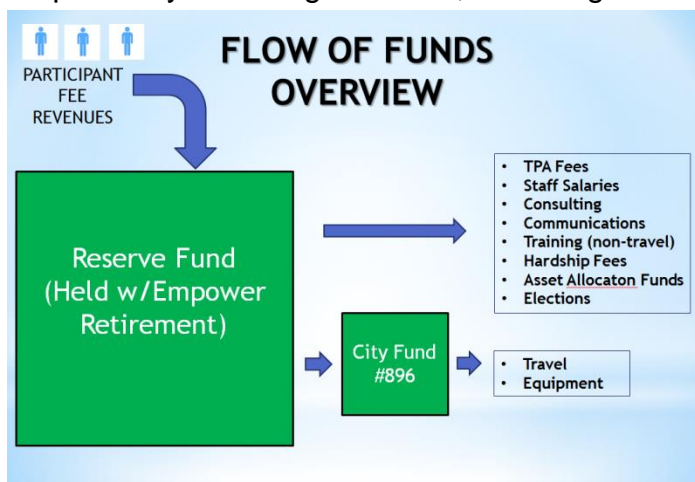 FLOW OF FUNDS
OVERVIEW
PARTICIPANT
FEE
REVENUES
Reserve Fund
(Held w/Empower
Retirement)
• TPA Fees
• Staff Salaries
• Consulting
• Communications
• Training (non-travel)
• Hardship Fees
• Asset Allocaton Funds
• Elections
City Fund
#896
• Travel
• Equipment